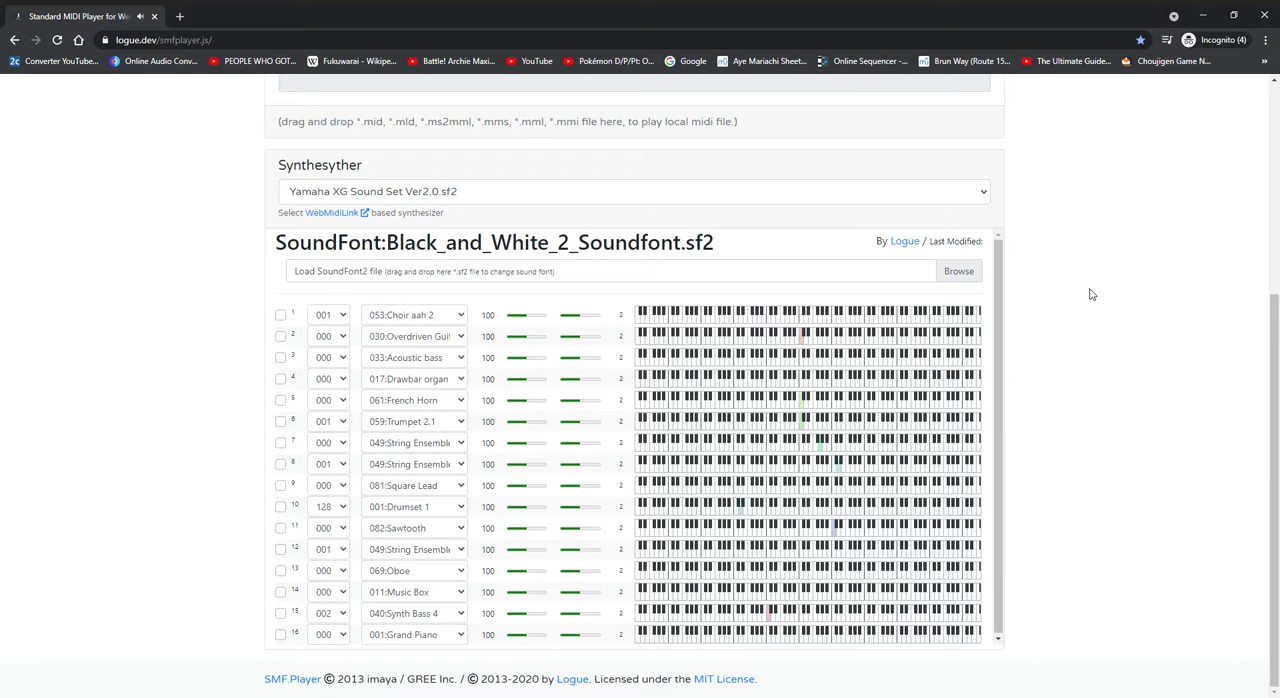 Standard MIDI Player for We
logue.dev/smfplayer.js/
Incognito (4)
Converter YouTube...
Online Audio Conv...
PEOPLE WHO GOT...
Fukuwarai - Wikipe...
Battle! Archie Maxi...
YouTube
Pokémon D/P/Pt: O...
Google
Aye Mariachi Sheet...
Online Sequencer -...
Brun Way (Route 15...
The Ultimate Guide...
Choujigen Game N...
(drag and drop *.mid, *.mld, *.ms2mml, *.mms, *.mml, *.mmi file here, to play local midi file.)
Synthesyther
Yamaha XG Sound Set Ver2.0.sf2
Select WebMidiLink based synthesizer
SoundFont:Black_and_White_2_Soundfont.sf2
By Logue / Last Modified:
Load SoundFont2 file (drag and drop here *.sf2 file to change sound font)
Browse
1 001 053:Choir aah 2 100 2
2 000 030:Overdriven Gui 100 2
3 000 033:Acoustic bass 100 2
4 000 017:Drawbar organ 100 2
5 000 061:French Horn 100 2
6 001 059:Trumpet 2.1 100 2
7 000 049:String Ensemble 100 2
8 001 049:String Ensemble 100 2
9 000 081:Square Lead 100 2
10 128 001:Drumset 1 100 2
11 000 082:Sawtooth 100 2
12 001 049:String Ensemble 100 2
13 000 069:Oboe 100 2
14 000 011:Music Box 100 2
15 002 040:Synth Bass 4 100 2
16 000 001:Grand Piano 100 2
SMF.Player © 2013 imaya / GREE Inc. / © 2013-2020 by Logue. Licensed under the MIT License.